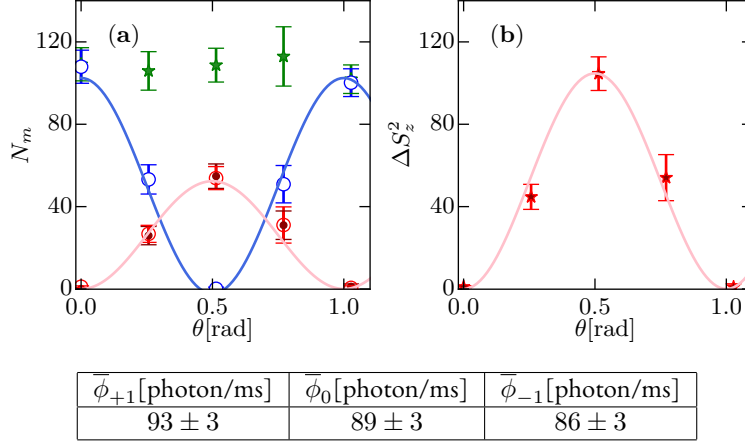 (a)
120
80
40
0
N_m
0.0
0.5
1.0
θ[rad]
(b)
120
80
40
0
ΔS_z^2
0.0
0.5
1.0
θ[rad]
ϕ̅_{+1}[photon/ms] ϕ̅_0[photon/ms] ϕ̅_{−1}[photon/ms]
93 ± 3 89 ± 3 86 ± 3